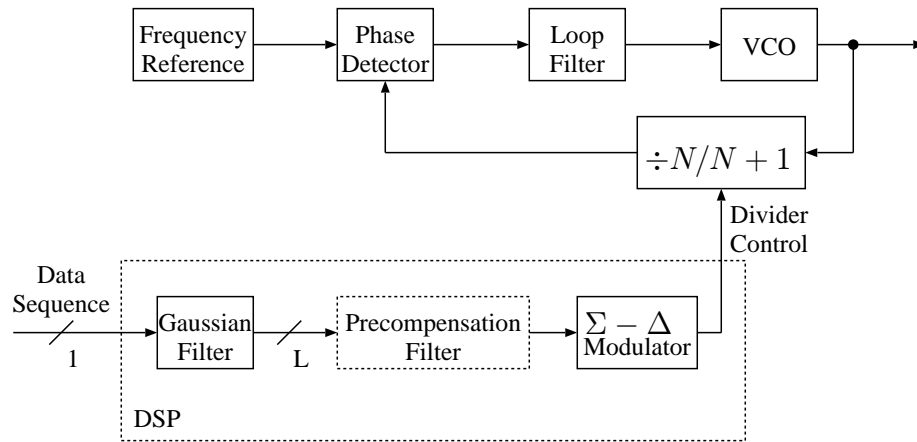 Frequency
Reference
Phase
Detector
Loop
Filter
VCO
÷N/N + 1
Divider
Control
Data
Sequence
1
Gaussian
Filter
L
Precompensation
Filter
Σ − Δ
Modulator
DSP